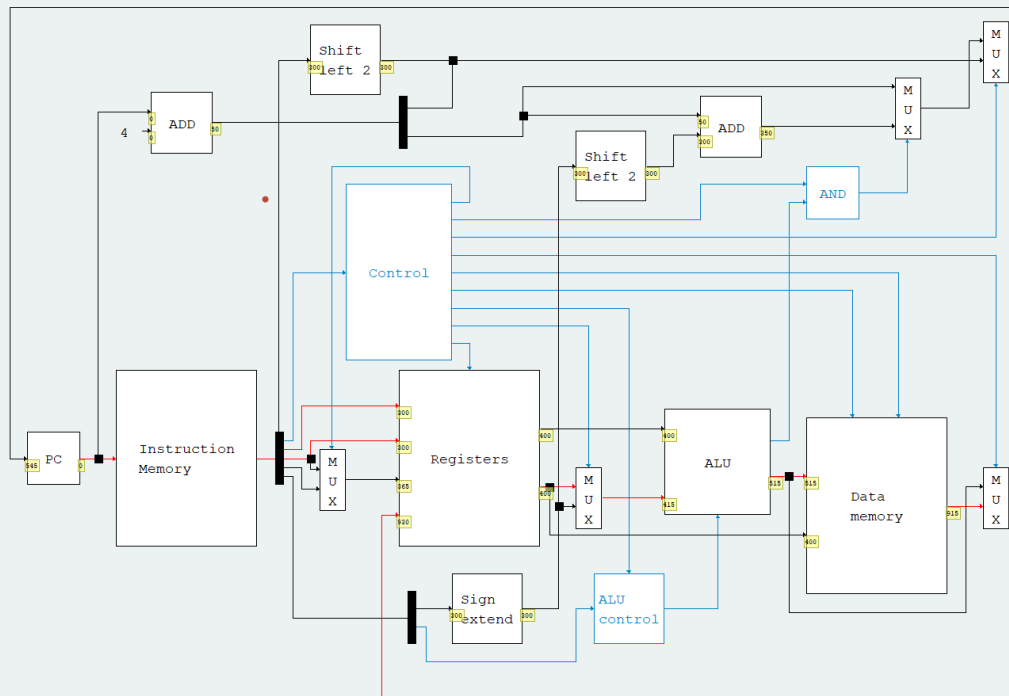 M
U
X
Shift
left 2
300
300
M
U
X
ADD
0
0
50
4
ADD
50
300
350
Shift
left 2
300
300
AND
Control
Instruction
Memory
PC
545
0
M
U
X
Registers
300
300
365
930
400
400
M
U
X
ALU
400
415
515
Data
memory
515
400
915
M
U
X
Sign
extend
300
300
ALU
control